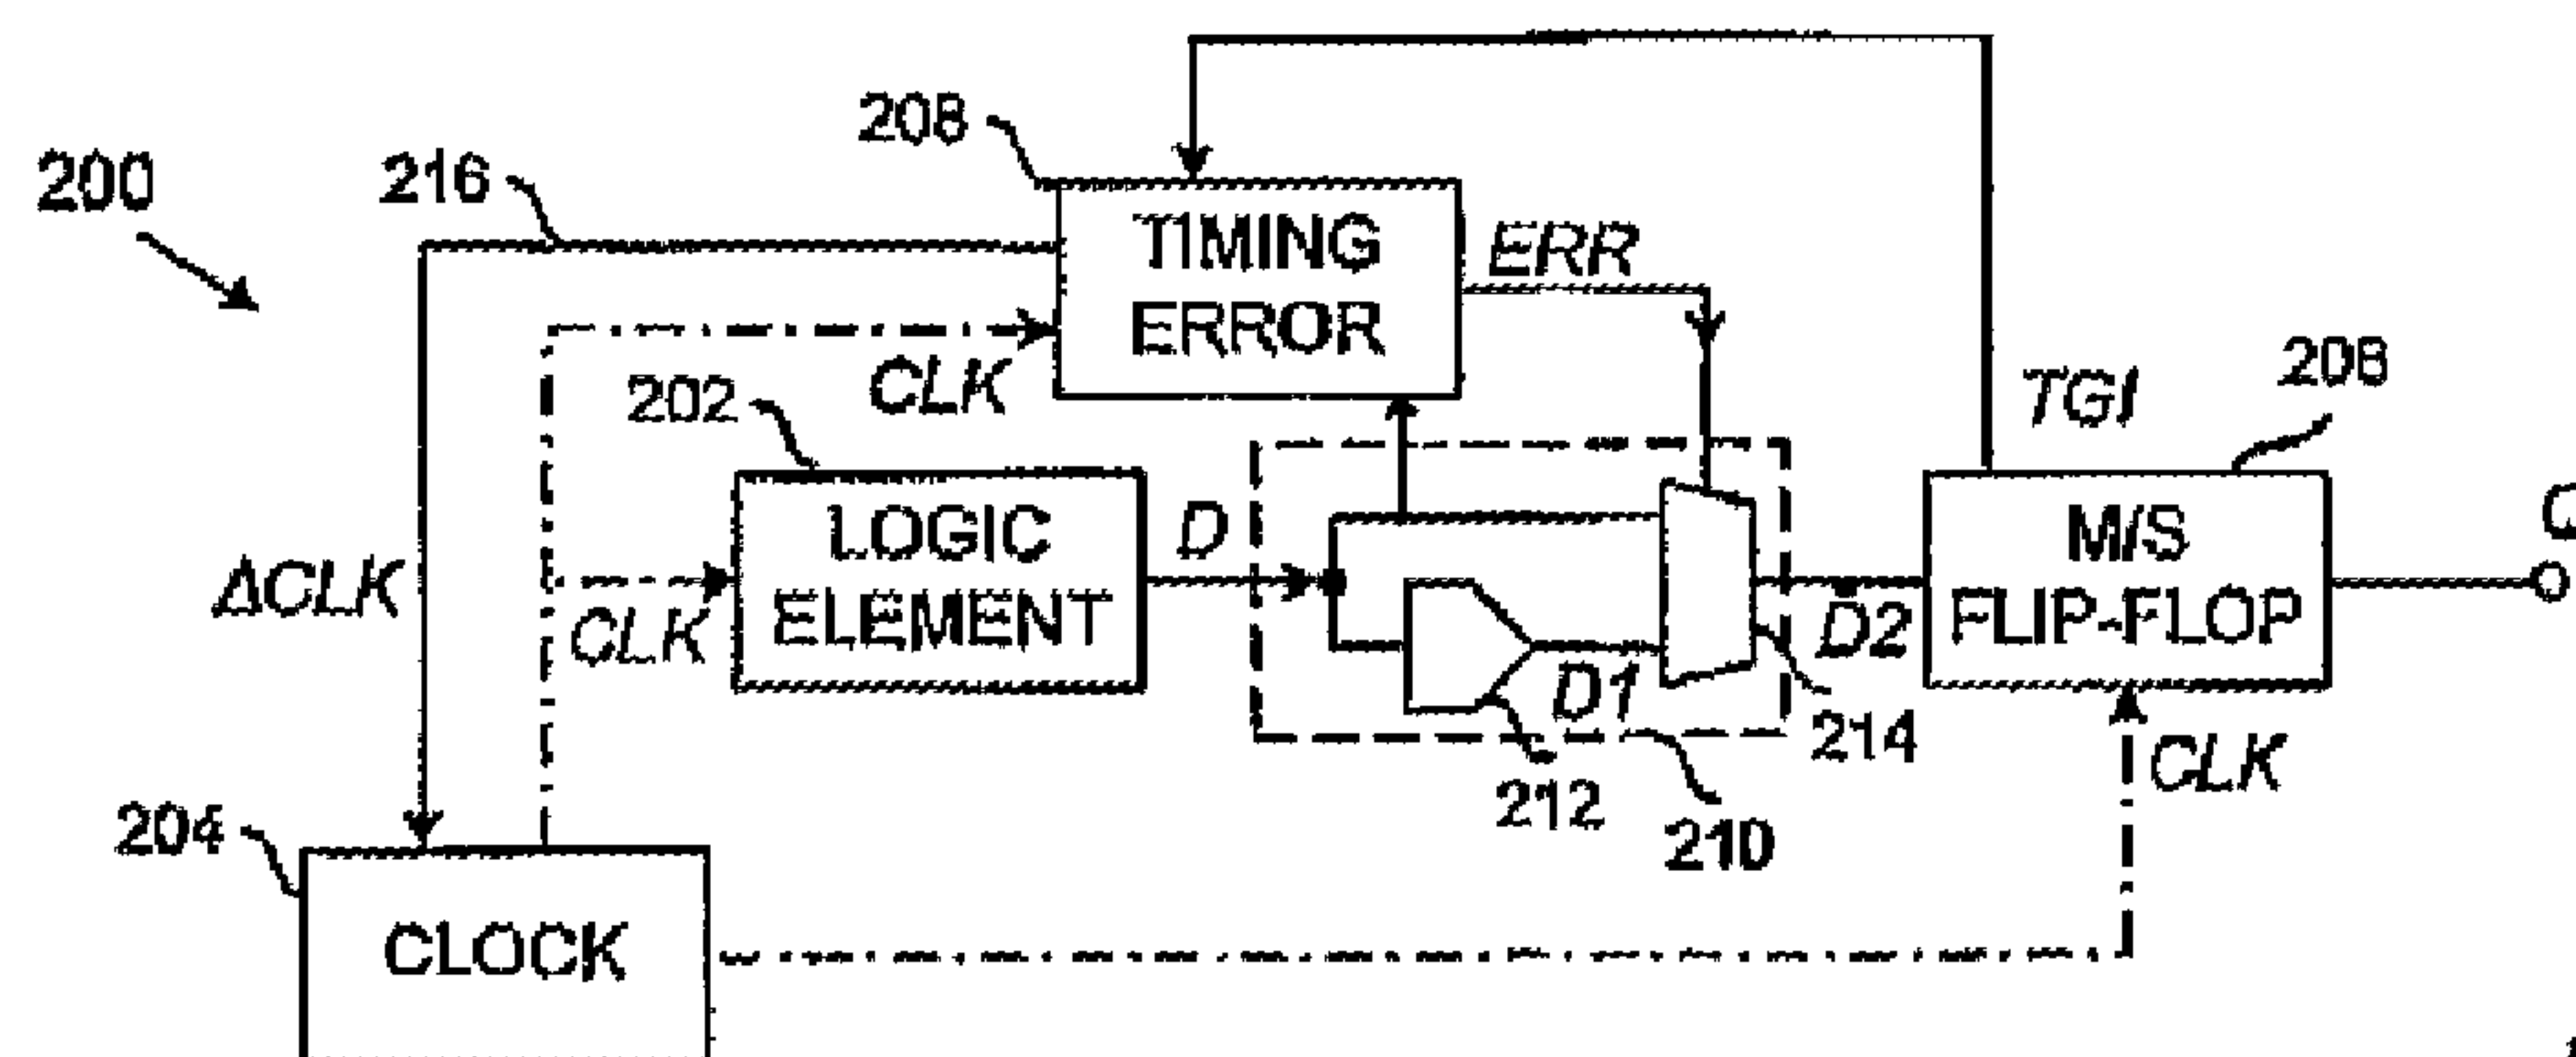 208
200
216
TIMING
ERROR
ERR
CLK
202
TGI
208
LOGIC
ELEMENT
D
M/S
FLIP-FLOP
ΔCLK
CLK
D1
D2
214
CLK
212
210
204
CLOCK